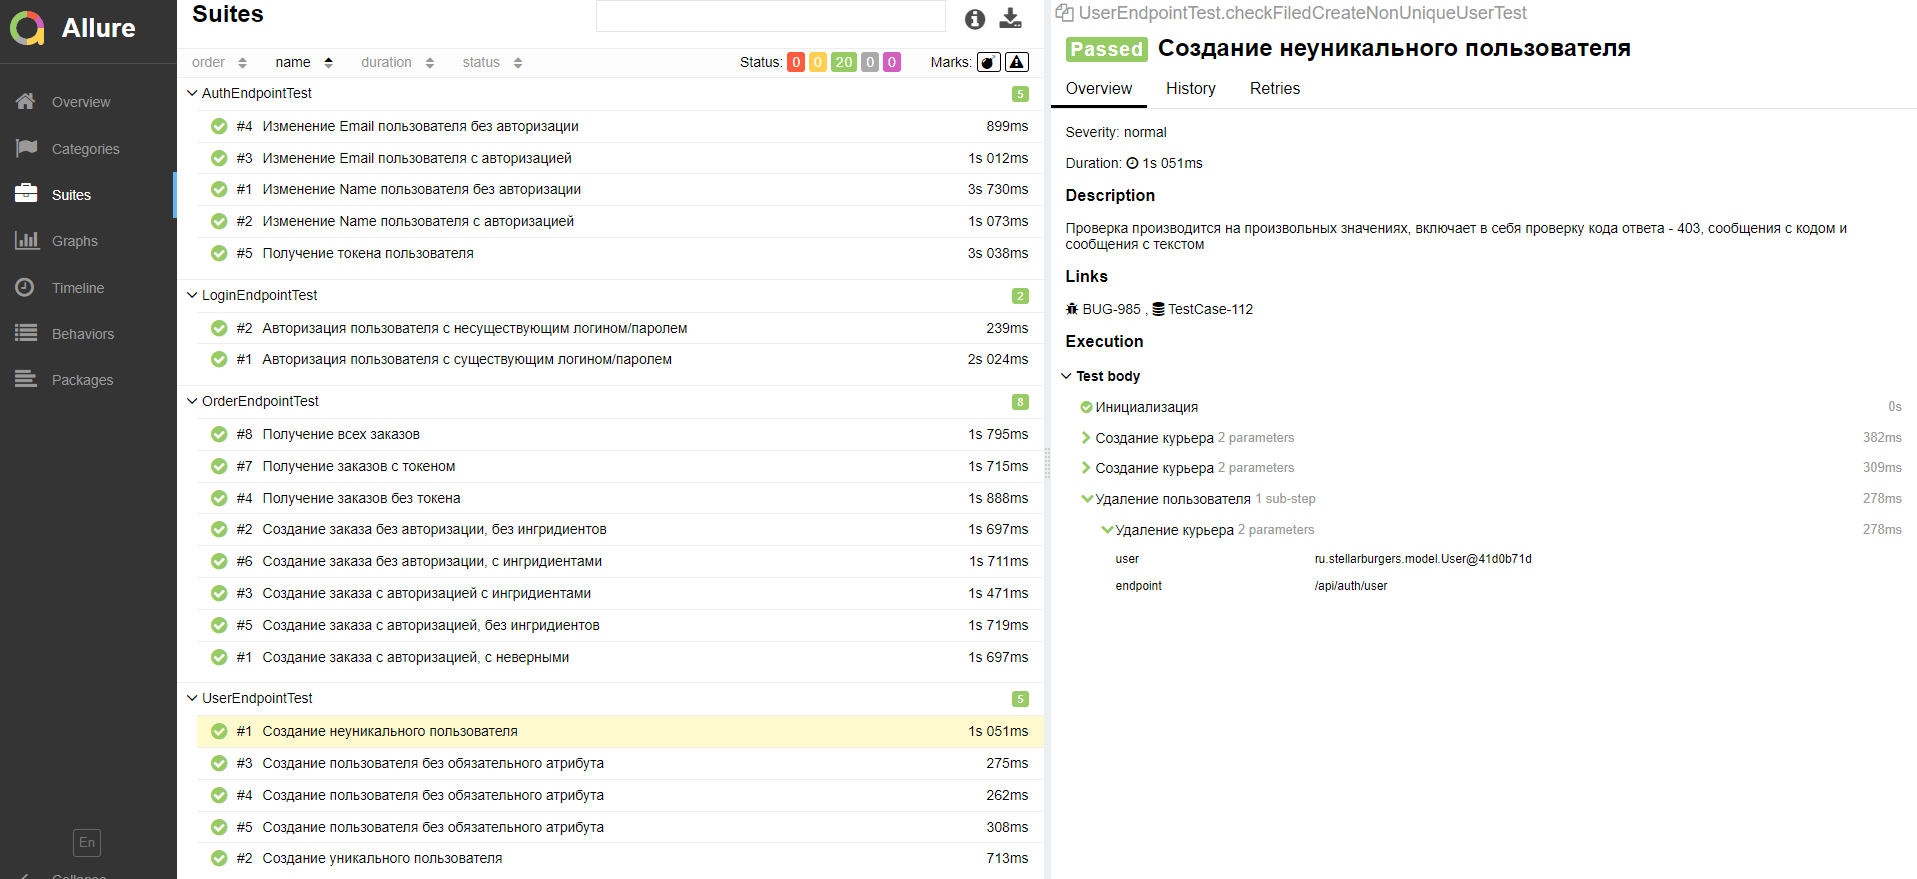 Allure
Overview
Categories
Suites
Graphs
Timeline
Behaviors
Packages
En
Collapse
Suites
order name duration status Status: 0 0 20 0 0 Marks:
AuthEndpointTest 5
#4 Изменение Email пользователя без авторизации 899ms
#3 Изменение Email пользователя с авторизацией 1s 012ms
#1 Изменение Name пользователя без авторизации 3s 730ms
#2 Изменение Name пользователя с авторизацией 1s 073ms
#5 Получение токена пользователя 3s 038ms
LoginEndpointTest 2
#2 Авторизация пользователя с несуществующим логином/паролем 239ms
#1 Авторизация пользователя с существующим логином/паролем 2s 024ms
OrderEndpointTest 8
#8 Получение всех заказов 1s 795ms
#7 Получение заказов с токеном 1s 715ms
#4 Получение заказов без токена 1s 888ms
#2 Создание заказа без авторизации, без ингридиентов 1s 697ms
#6 Создание заказа без авторизации, с ингридиентами 1s 711ms
#3 Создание заказа с авторизацией с ингридиентами 1s 471ms
#5 Создание заказа с авторизацией, без ингридиентов 1s 719ms
#1 Создание заказа с авторизацией, с неверными 1s 697ms
UserEndpointTest 5
#1 Создание неуникального пользователя 1s 051ms
#3 Создание пользователя без обязательного атрибута 275ms
#4 Создание пользователя без обязательного атрибута 262ms
#5 Создание пользователя без обязательного атрибута 308ms
#2 Создание уникального пользователя 713ms
UserEndpointTest.checkFiledCreateNonUniqueUserTest
Passed Создание неуникального пользователя
Overview History Retries
Severity: normal
Duration: 1s 051ms
Description
Проверка производится на произвольных значениях, включает в себя проверку кода ответа - 403, сообщения с кодом и
сообщения с текстом
Links
BUG-985 , TestCase-112
Execution
Test body
Инициализация 0s
Создание курьера 2 parameters 382ms
Создание курьера 2 parameters 309ms
Удаление пользователя 1 sub-step 278ms
Удаление курьера 2 parameters 278ms
user ru.stellarburgers.model.User@41d0b71d
endpoint /api/auth/user